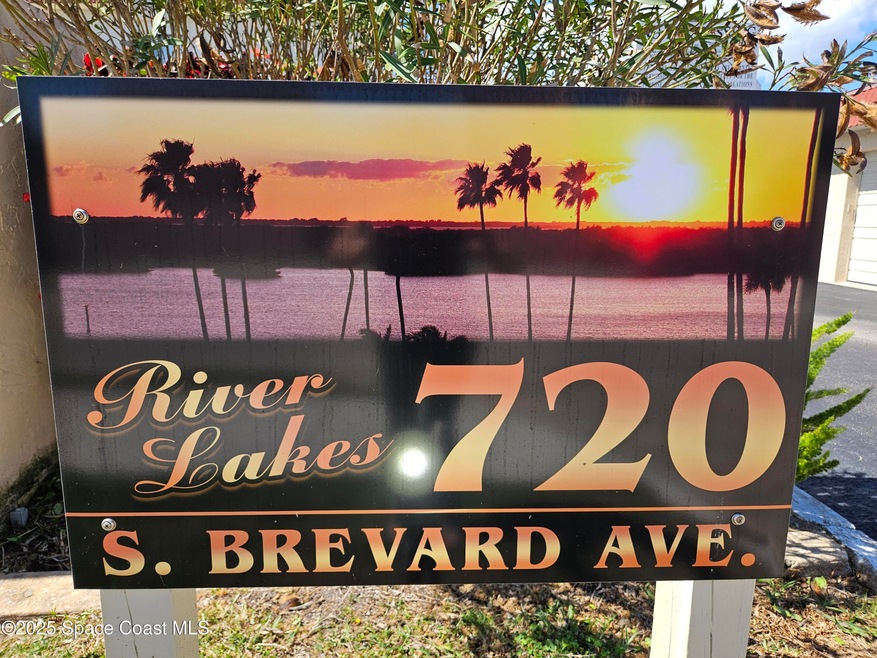 River
Lakes
720
S. BREVARD AVE.
©2025 Space Coast MLS.